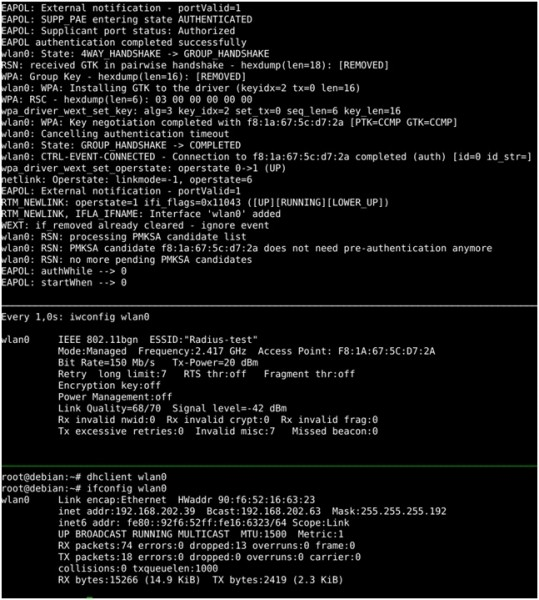 EAPOL: External notification - portValid=1
EAPOL: SUPP_PAE entering state AUTHENTICATED
EAPOL: Supplicant port status: Authorized
EAPOL authentication completed successfully
wlan0: State: 4WAY_HANDSHAKE -> GROUP_HANDSHAKE
RSN: received GTK in pairwise handshake - hexdump(len=18): [REMOVED]
WPA: Group Key - hexdump(len=16): [REMOVED]
wlan0: WPA: Installing GTK to the driver (keyidx=2 tx=0 len=16)
WPA: RSC - hexdump(len=6): 03 00 00 00 00 00
wpa_driver_wext_set_key: alg=3 key_idx=2 set_tx=0 seq_len=6 key_len=16
wlan0: WPA: Key negotiation completed with f8:1a:67:5c:d7:2a [PTK=CCMP GTK=CCMP]
wlan0: Cancelling authentication timeout
wlan0: State: GROUP_HANDSHAKE -> COMPLETED
wlan0: CTRL-EVENT-CONNECTED - Connection to f8:1a:67:5c:d7:2a completed (auth) [id=0 id_str=]
wpa_driver_wext_set_operstate: operstate 0->1 (UP)
netlink: Operstate: linkmode=-1, operstate=6
EAPOL: External notification - portValid=1
RTM_NEWLINK: operstate=1 ifi_flags=0x11043 ([UP][RUNNING][LOWER_UP])
RTM_NEWLINK, IFLA_IFNAME: Interface 'wlan0' added
WEXT: if_removed already cleared - ignore event
wlan0: RSN: processing PMKSA candidate list
wlan0: RSN: PMKSA candidate f8:1a:67:5c:d7:2a does not need pre-authentication anymore
wlan0: RSN: no more pending PMKSA candidates
EAPOL: authWhile --> 0
EAPOL: startWhen --> 0
Every 1,0s: iwconfig wlan0
wlan0 IEEE 802.11bgn ESSID:"Radius-test"
Mode:Managed Frequency:2.417 GHz Access Point: F8:1A:67:5C:D7:2A
Bit Rate=150 Mb/s Tx-Power=20 dBm
Retry long limit:7 RTS thr:off Fragment thr:off
Encryption key:off
Power Management:off
Link Quality=68/70 Signal level=-42 dBm
Rx invalid nwid:0 Rx invalid crypt:0 Rx invalid frag:0
Tx excessive retries:0 Invalid misc:7 Missed beacon:0
root@debian:~# dhclient wlan0
root@debian:~# ifconfig wlan0
wlan0 Link encap:Ethernet HWaddr 90:f6:52:16:63:23
inet addr:192.168.202.39 Bcast:192.168.202.63 Mask:255.255.255.192
inet6 addr: fe80::92f6:52ff:fe16:6323/64 Scope:Link
UP BROADCAST RUNNING MULTICAST MTU:1500 Metric:1
RX packets:74 errors:0 dropped:13 overruns:0 frame:0
TX packets:18 errors:0 dropped:0 overruns:0 carrier:0
collisions:0 txqueuelen:1000
RX bytes:15266 (14.9 KiB) TX bytes:2419 (2.3 KiB)